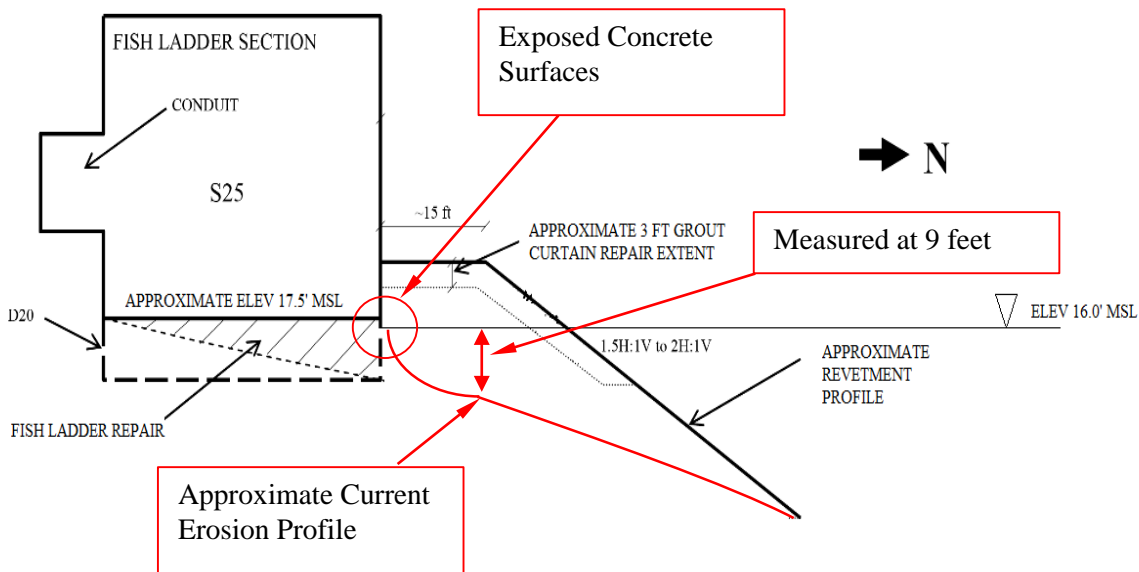 FISH LADDER SECTION
Exposed Concrete
Surfaces
CONDUIT
N
S25
~15 ft
APPROXIMATE 3 FT GROUT
CURTAIN REPAIR EXTENT
Measured at 9 feet
APPROXIMATE ELEV 17.5' MSL
D20
ELEV 16.0' MSL
1.5H:1V to 2H:1V
APPROXIMATE
REVETMENT
PROFILE
FISH LADDER REPAIR
Approximate Current
Erosion Profile